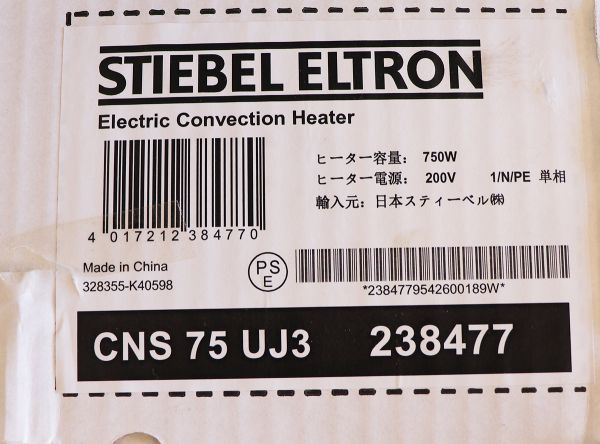 STIEBEL ELTRON
Electric Convection Heater
ヒーター容量: 750W
ヒーター電源: 200V 1/N/PE 単相
輸入元: 日本スティーベル㈱
4 017212 384770
Made in China
328355-K40598
PS
E
*2384779542600189W*
CNS 75 UJ3 238477